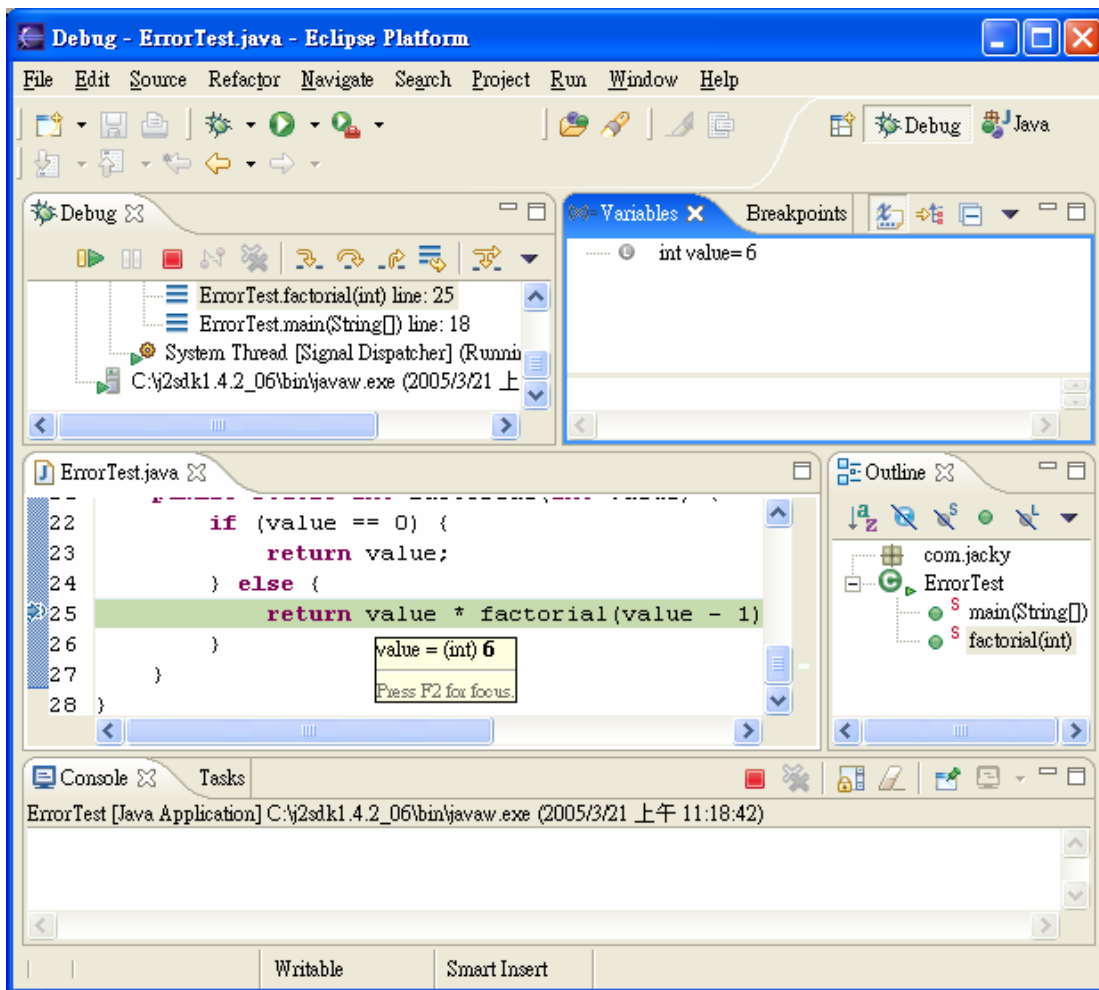 Debug - ErrorTest.java - Eclipse Platform
File Edit Source Refactor Navigate Search Project Run Window Help
Debug Java
Debug
Variables Breakpoints
int value= 6
ErrorTest.factorial(int) line: 25
ErrorTest.main(String[]) line: 18
System Thread [Signal Dispatcher] (Runnin
C:\j2sdk1.4.2_06\bin\javaw.exe (2005/3/21 上
ErrorTest.java
22 if (value == 0) {
23 return value;
24 } else {
25 return value * factorial(value - 1)
26 }
27 }
28 }
value = (int) 6
Press F2 for focus.
Outline
com.jacky
ErrorTest
main(String[])
factorial(int)
Console Tasks
ErrorTest [Java Application] C:\j2sdk1.4.2_06\bin\javaw.exe (2005/3/21 上午 11:18:42)
Writable Smart Insert